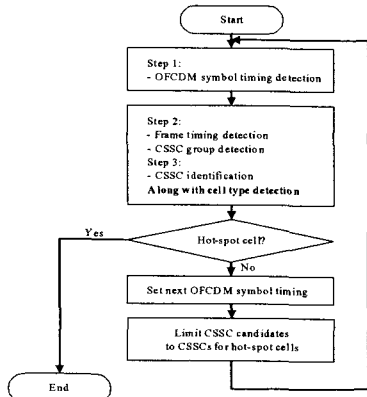 Start
Step 1:
- OFCDM symbol timing detection
Step 2:
- Frame timing detection
- CSSC group detection
Step 3:
- CSSC identification
Along with cell type detection
Yes
Hot-spot cell?
No
Set next OFCDM symbol timing
Limit CSSC candidates
to CSSCs for hot-spot cells
End